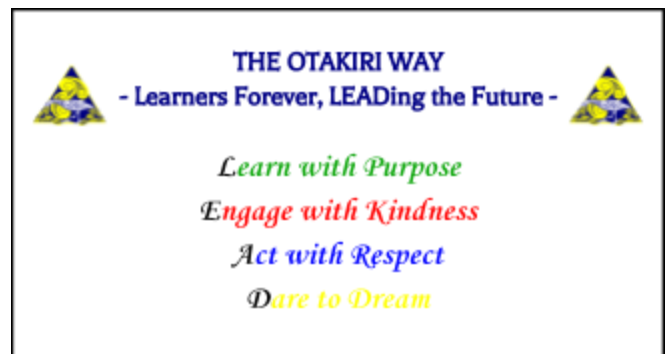 THE OTAKIRI WAY
- Learners Forever, LEADing the Future -
Learn with Purpose
Engage with Kindness
Act with Respect
Dare to Dream